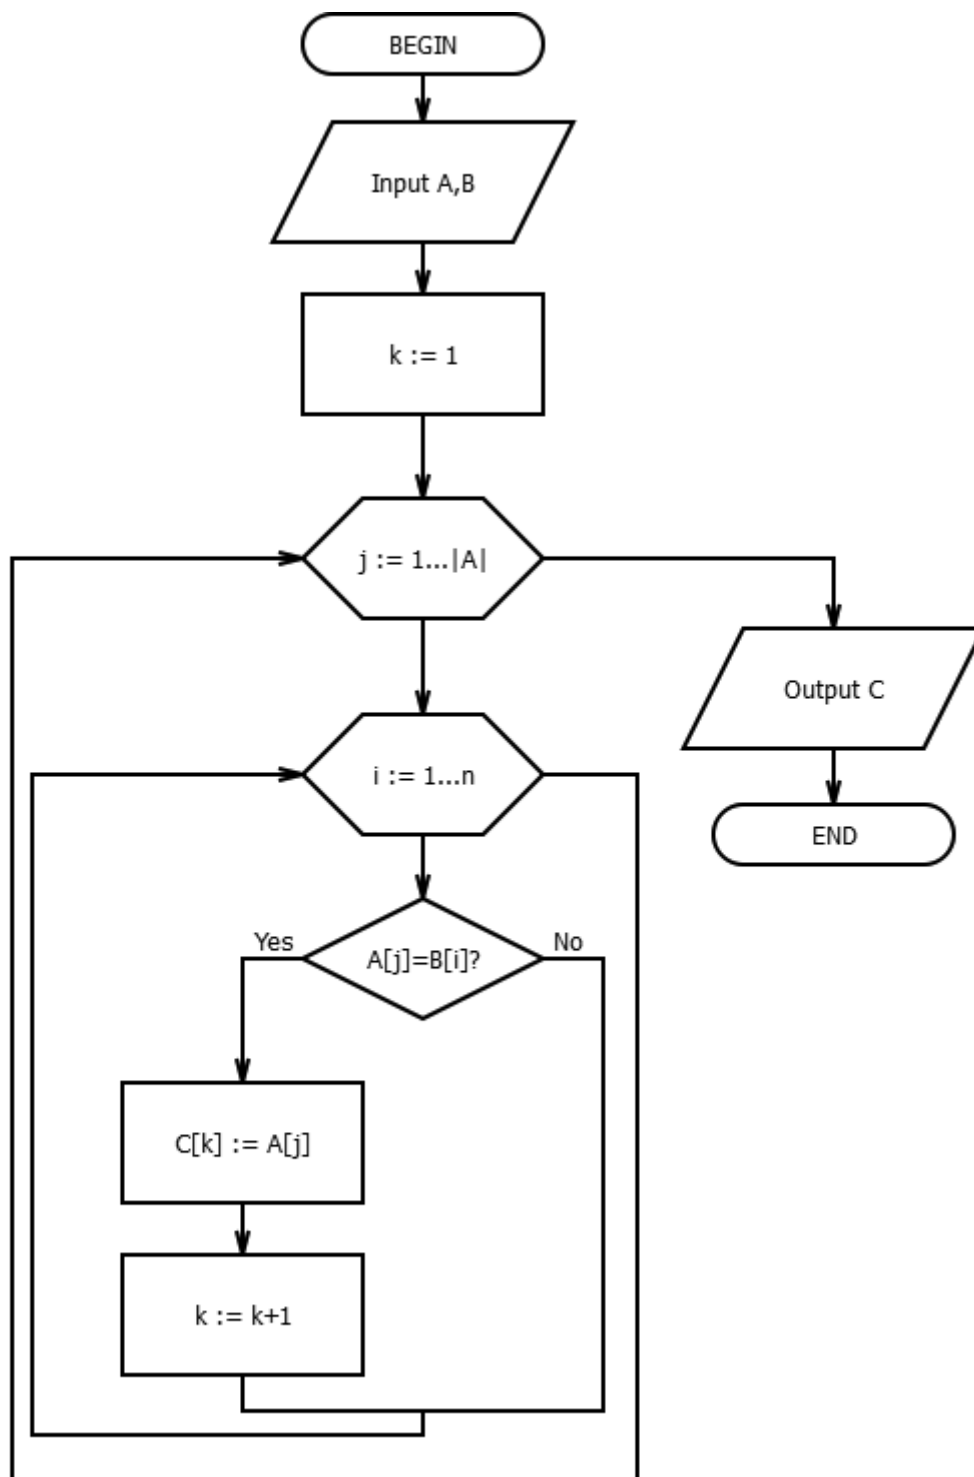 BEGIN
Input A,B
k := 1
j := 1...|A|
Output C
i := 1...n
END
Yes
No
A[j]=B[i]?
C[k] := A[j]
k := k+1